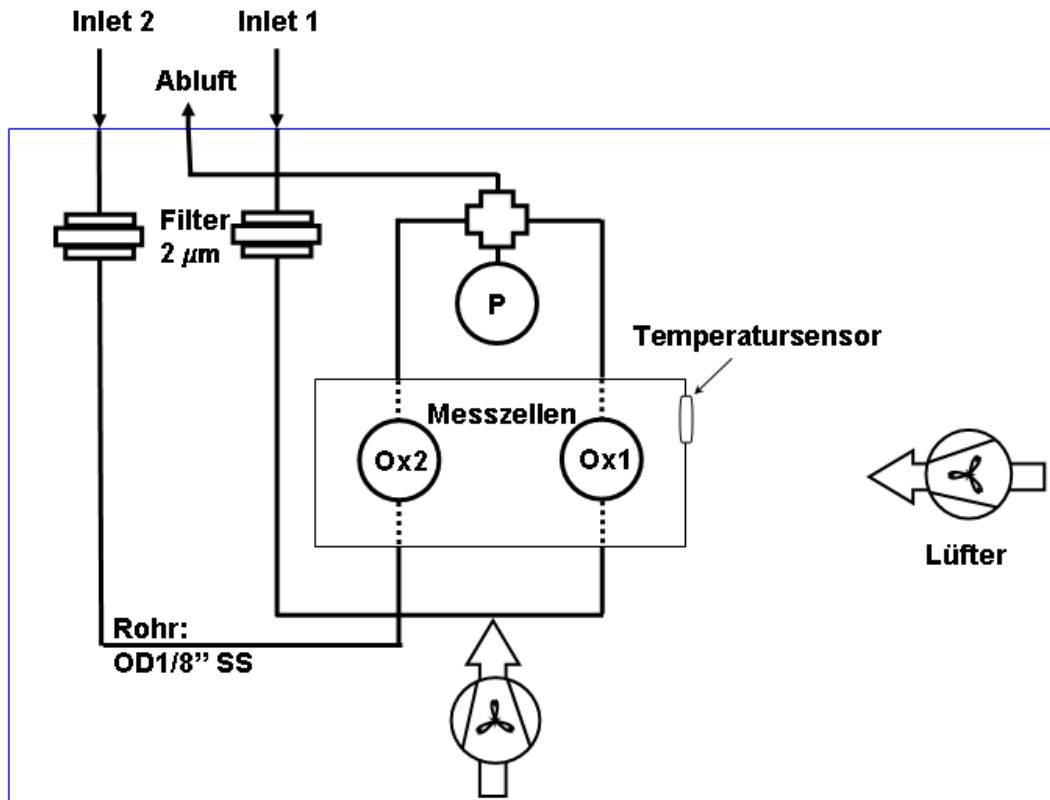 Inlet 2
Inlet 1
Abluft
Filter
2 μm
P
Temperatursensor
Messzellen
Ox2
Ox1
Lüfter
Rohr:
OD1/8” SS